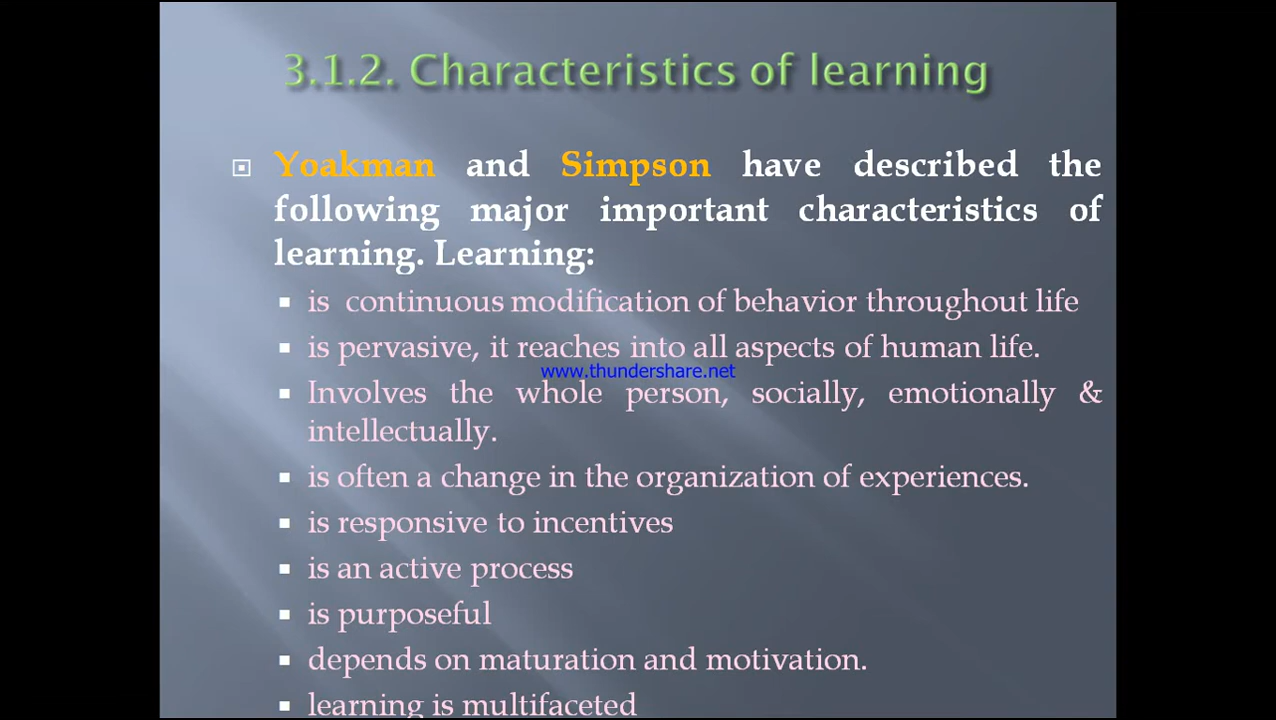 3.1.2. Characteristics of learning
Yoakman and Simpson have described the
following major important characteristics of
learning. Learning:
is continuous modification of behavior throughout life
is pervasive, it reaches into all aspects of human life.
www.thundershare.net
Involves the whole person, socially, emotionally &
intellectually.
is often a change in the organization of experiences.
is responsive to incentives
is an active process
is purposeful
depends on maturation and motivation.
learning is multifaceted